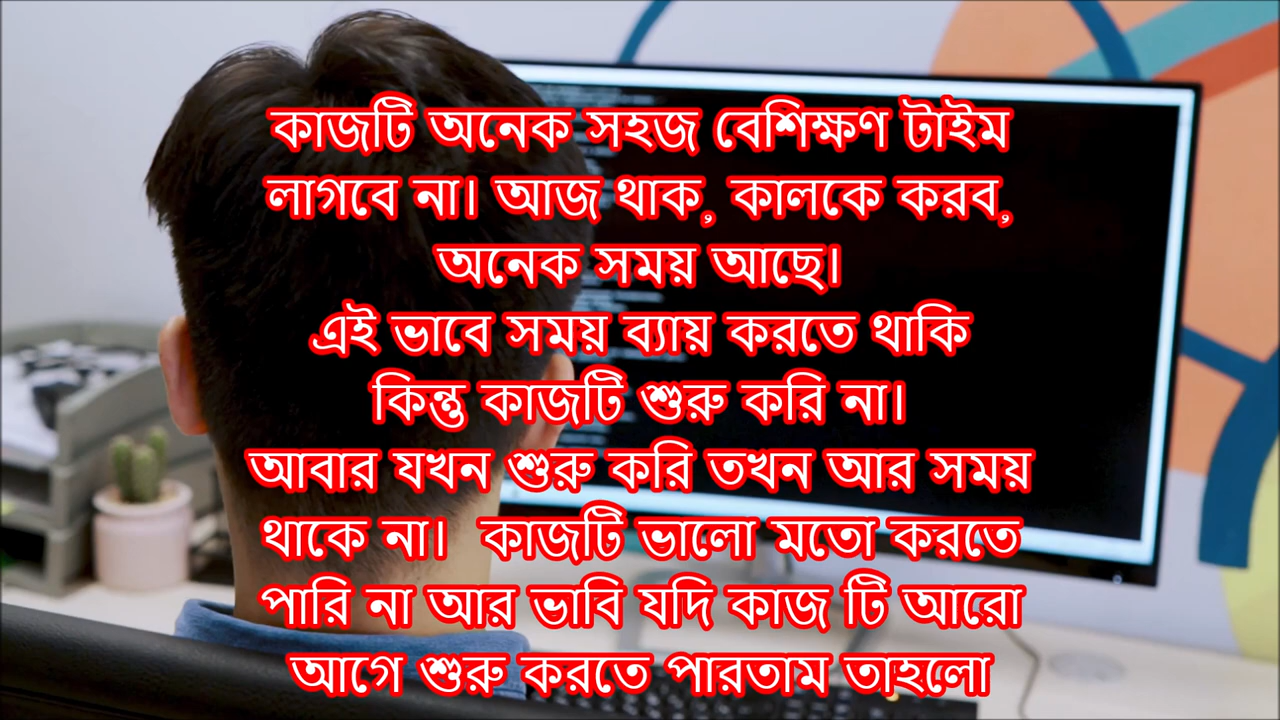 কাজটি অনেক সহজ বেশিক্ষণ টাইম
লাগবে না। আজ থাক, কালকে করব,
অনেক সময় আছে।
এই ভাবে সময় ব্যায় করতে থাকি
কিন্তু কাজটি শুরু করি না।
আবার যখন শুরু করি তখন আর সময়
থাকে না।  কাজটি ভালো মতো করতে
পারি না আর ভাবি যদি কাজ টি আরো
আগে শুরু করতে পারতাম তাহলো